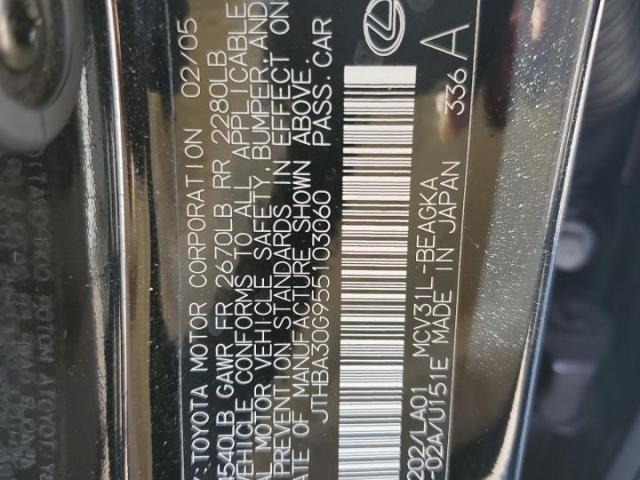 :TOYOTA MOTOR CORPORATION 02/05
4540LB GAWR FR 2670LB RR 2280LB
VEHICLE CONFORMS TO ALL APPLICABLE
AL MOTOR VEHICLE SAFETY, BUMPER, AND
PREVENTION STANDARDS IN EFFECT ON
ATE OF MANUFACTURE SHOWN ABOVE.
JTHBA30G955103060 PASS.CAR
202/LA01 MCV31L-BEAGKA 336 A
-02A/U151E MADE IN JAPAN